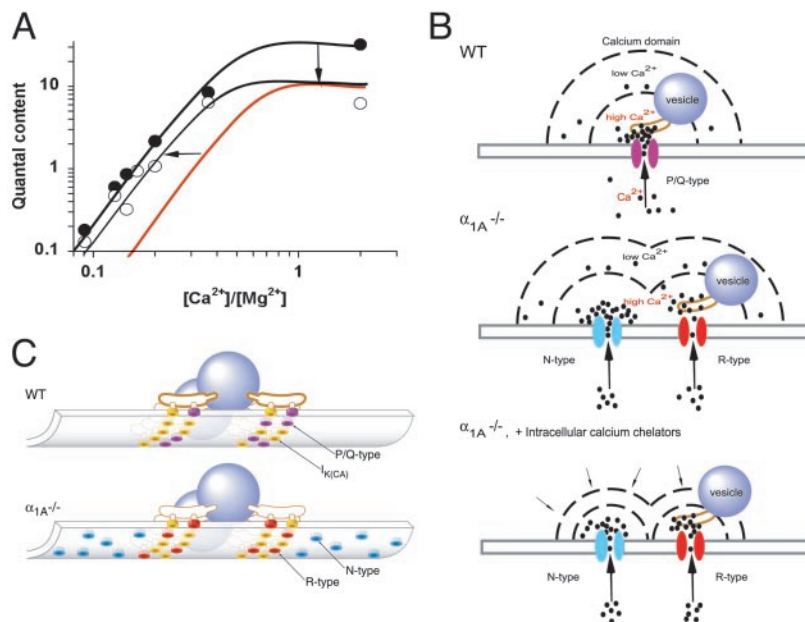 A
Quantal content
10
1
0.1
0.1
1
[Ca²⁺]/[Mg²⁺]
B
WT
Calcium domain
low Ca²⁺
vesicle
high Ca²⁺
P/Q-type
Ca²⁺
α1A -/-
low Ca²⁺
vesicle
high Ca²⁺
N-type
R-type
α1A -/- , + Intracellular calcium chelators
vesicle
N-type
R-type
C
WT
P/Q-type
IK(CA)
α1A -/-
N-type
R-type